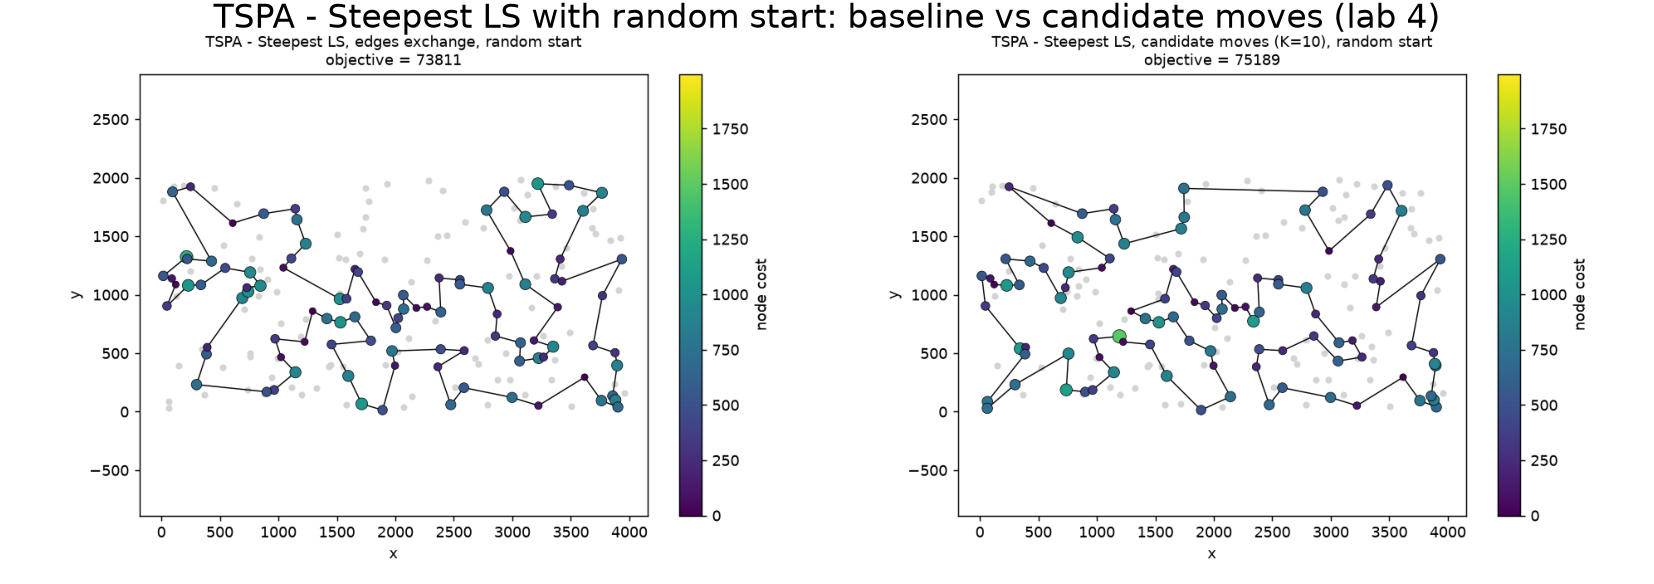 TSPA - Steepest LS with random start: baseline vs candidate moves (lab 4)
TSPA - Steepest LS, edges exchange, random start
objective = 73811
2500
2000
1500
1000
500
0
−500
y
0 500 1000 1500 2000 2500 3000 3500 4000
x
1750
1500
1250
1000
750
500
250
0
node cost
TSPA - Steepest LS, candidate moves (K=10), random start
objective = 75189
2500
2000
1500
1000
500
0
−500
y
0 500 1000 1500 2000 2500 3000 3500 4000
x
1750
1500
1250
1000
750
500
250
0
node cost